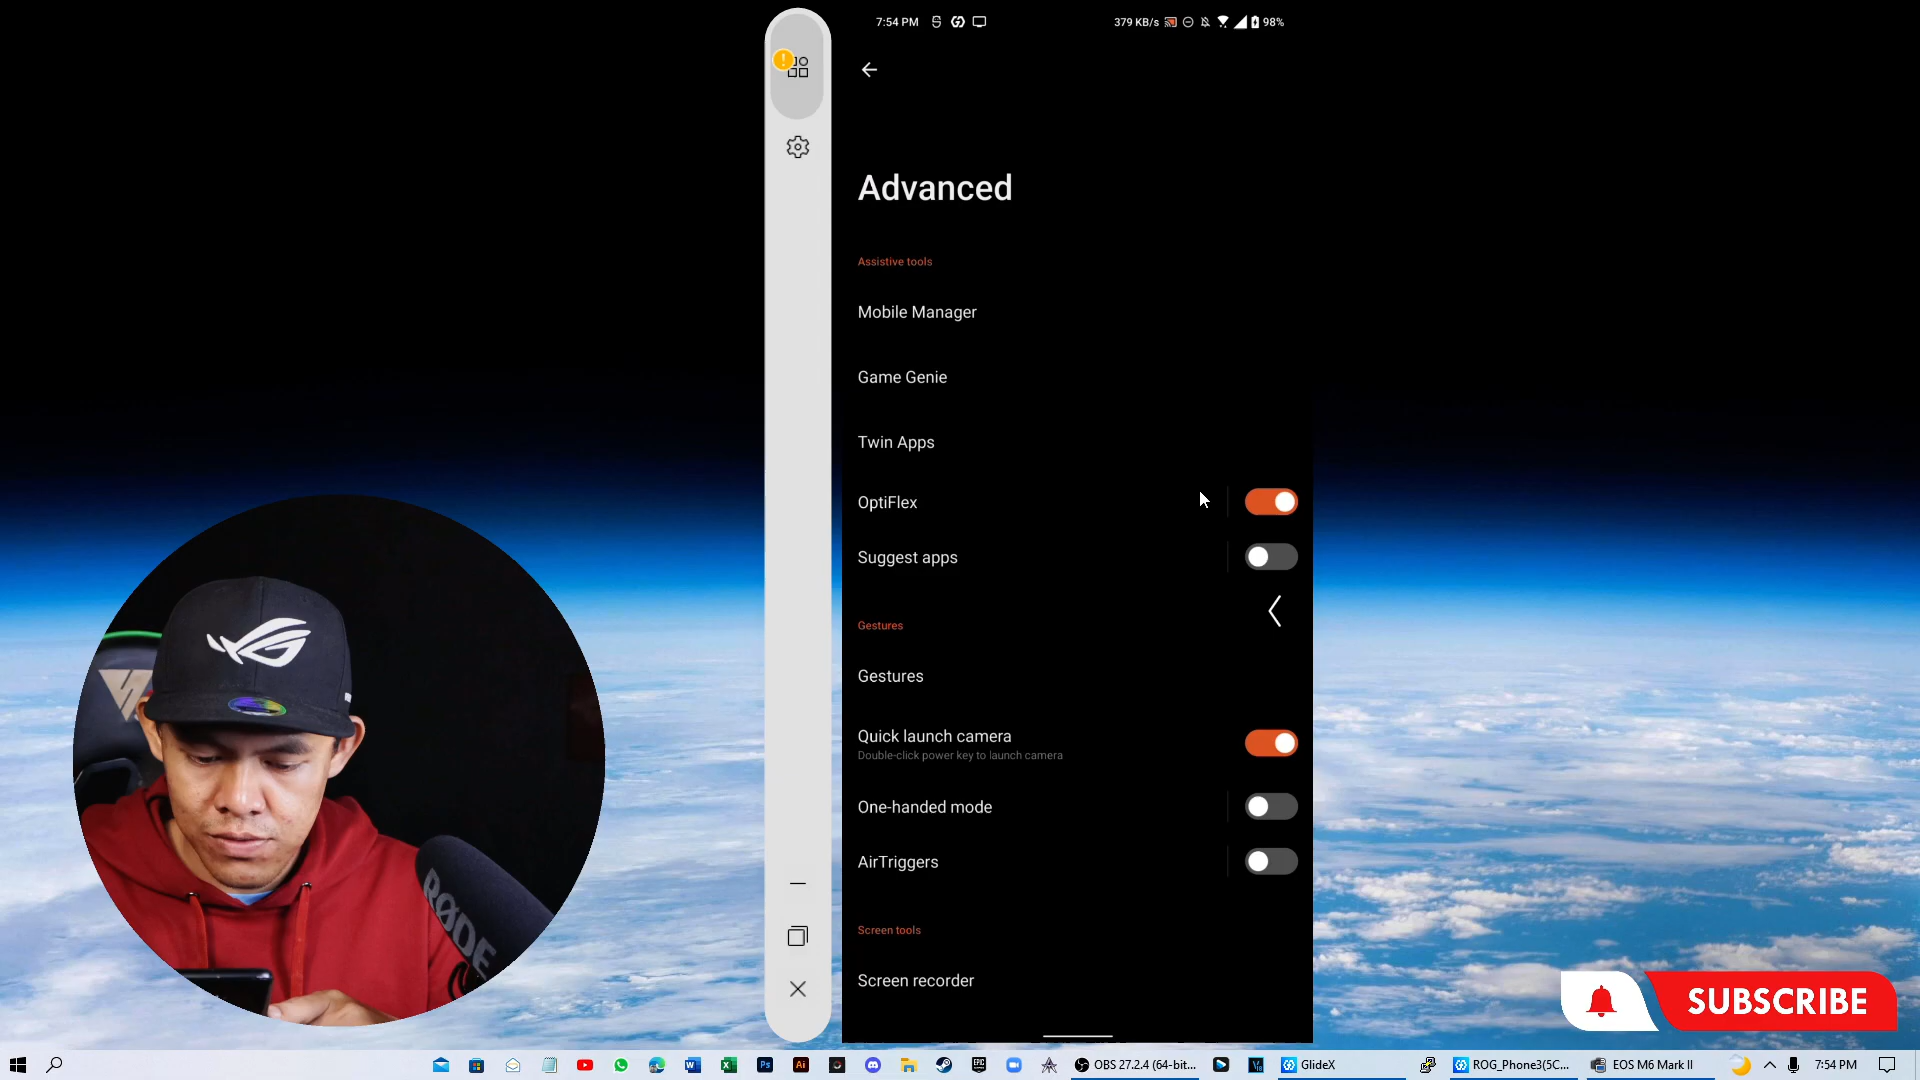 7:54 PM
379 KB/s
98%
Advanced
Assistive tools
Mobile Manager
Game Genie
Twin Apps
OptiFlex
Suggest apps
Gestures
Gestures
Quick launch camera
Double-click power key to launch camera
One-handed mode
AirTriggers
Screen tools
Screen recorder
RØDE
SUBSCRIBE
OBS 27.2.4 (64-bit...
GlideX
ROG_Phone3(5C...
EOS M6 Mark II
7:54 PM